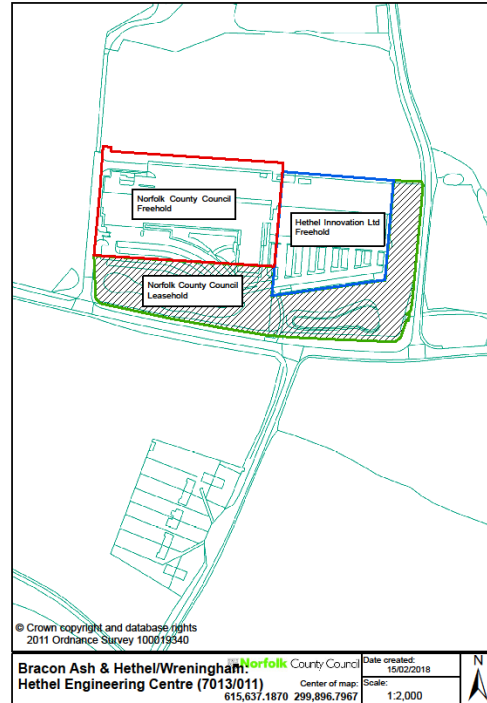 Norfolk County Council
Freehold
Hethel Innovation Ltd
Freehold
Norfolk County Council
Leasehold
© Crown copyright and database rights
2011 Ordnance Survey 100019340
Bracon Ash & Hethel/Wreningham:
Hethel Engineering Centre (7013/011)
Norfolk County Council
Center of map:
615,637.1870 299,896.7967
Date created:
15/02/2018
Scale:
1:2,000
N